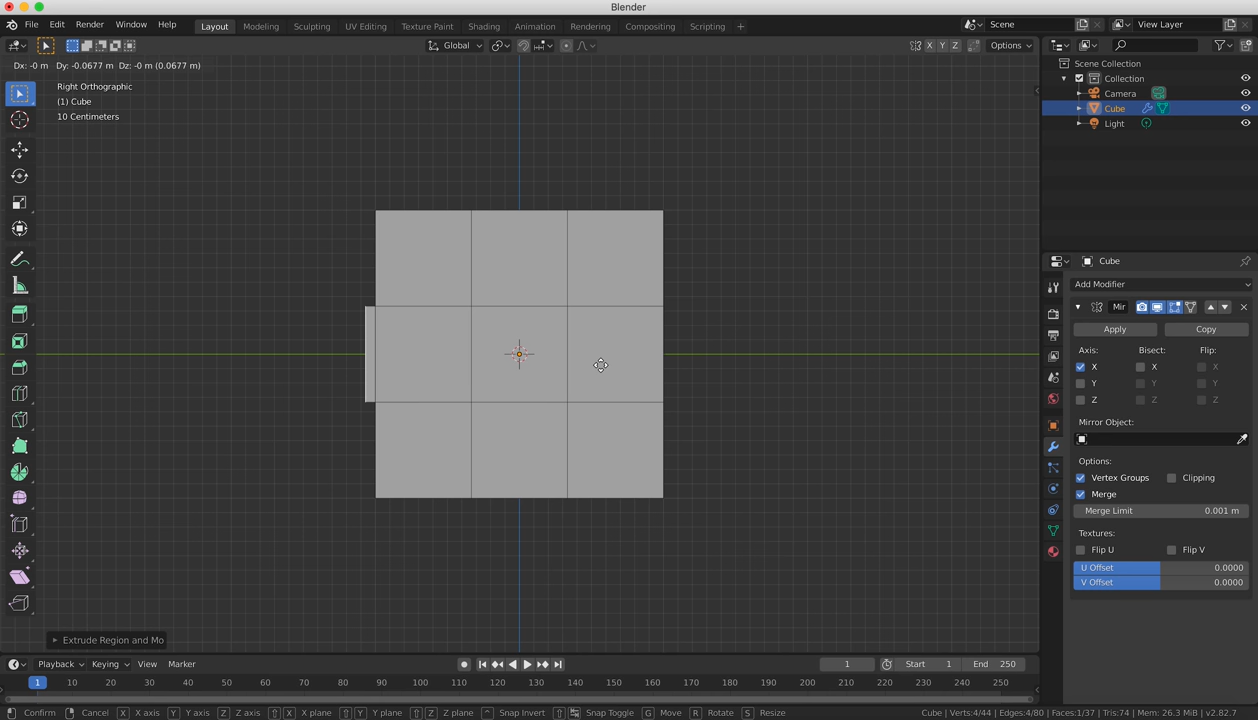 Blender
File Edit Render Window Help Layout Modeling Sculpting UV Editing Texture Paint Shading Animation Rendering Compositing Scripting + Scene View Layer
Global X Y Z Options
Dx: -0 m Dy: -0.0677 m Dz: -0 m (0.0677 m)
Right Orthographic
(1) Cube
10 Centimeters
Scene Collection
Collection
Camera
Cube
Light
Cube
Add Modifier
Mir
Apply Copy
Axis: Bisect: Flip:
X X X
Y Y Y
Z Z Z
Mirror Object:
Options:
Vertex Groups Clipping
Merge
Merge Limit 0.001 m
Textures:
Flip U Flip V
U Offset 0.0000
V Offset 0.0000
Extrude Region and Mo
Playback Keying View Marker 1 Start 1 End 250
1 10 20 30 40 50 60 70 80 90 100 110 120 130 140 150 160 170 180 190 200 210 220 230 240 250
Confirm Cancel X X axis Y Y axis Z Z axis X X plane Y Y plane Z Z plane ^ Snap Invert Snap Toggle G Move R Rotate S Resize Cube | Verts:4/44 | Edges:4/80 | Faces:1/37 | Tris:74 | Mem: 26.3 MiB | v2.82.7